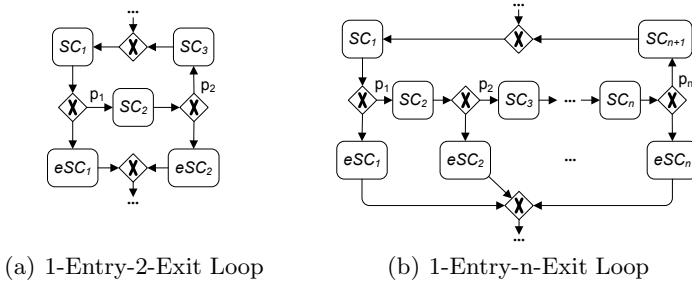 ...
...
SC1
X
SC3
SC1
X
SCn+1
X
p1
SC2
X
p2
X
p1
SC2
X
p2
SC3
...
SCn
X
pn
eSC1
X
eSC2
eSC1
eSC2
...
eSCn
...
X
...
(a) 1-Entry-2-Exit Loop
(b) 1-Entry-n-Exit Loop